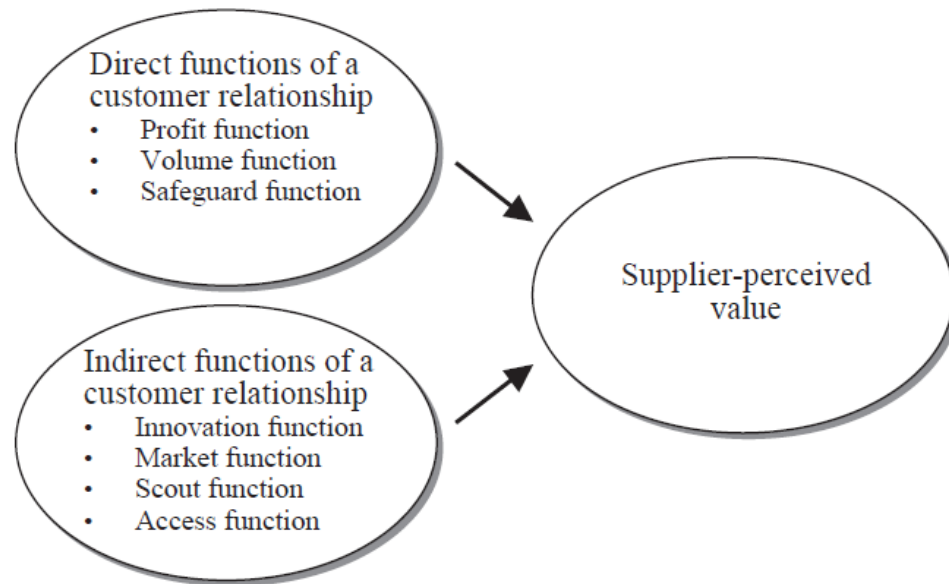 Direct functions of a
customer relationship
• Profit function
• Volume function
• Safeguard function
Supplier-perceived
value
Indirect functions of a
customer relationship
• Innovation function
• Market function
• Scout function
• Access function